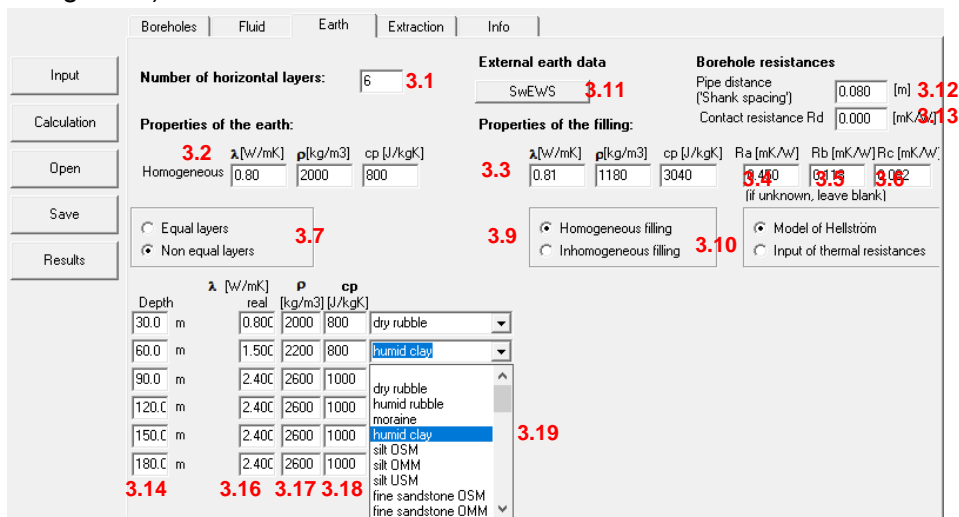 Boreholes Fluid Earth Extraction Info
Input
Calculation
Open
Save
Results
Number of horizontal layers: 6 3.1
External earth data
SwEWS 3.11
Borehole resistances
Pipe distance
('Shank spacing') 0.080 [m] 3.12
Contact resistance Rd 0.000 [mK/W] 3.13
Properties of the earth:
3.2 λ[W/mK] ρ[kg/m3] cp [J/kgK]
Homogeneous 0.80 2000 800
Properties of the filling:
λ[W/mK] ρ[kg/m3] cp [J/kgK] Ra [mK/W] Rb [mK/W] Rc [mK/W]
3.3 0.81 1180 3040 3.4 3.5 3.6
(if unknown, leave blank)
Equal layers
Non equal layers
3.7
3.9
Homogeneous filling
Inhomogeneous filling
3.10
Model of Hellström
Input of thermal resistances
λ [W/mK] ρ cp
Depth real [kg/m3] [J/kgK]
30.0 m 0.800 2000 800 dry rubble
60.0 m 1.500 2200 800 humid clay
90.0 m 2.400 2600 1000
120.0 m 2.400 2600 1000
150.0 m 2.400 2600 1000
180.0 m 2.400 2600 1000
dry rubble
humid rubble
moraine
humid clay
silt OSM
silt OMM
silt USM
fine sandstone OSM
fine sandstone OMM
3.19
3.14 3.16 3.17 3.18